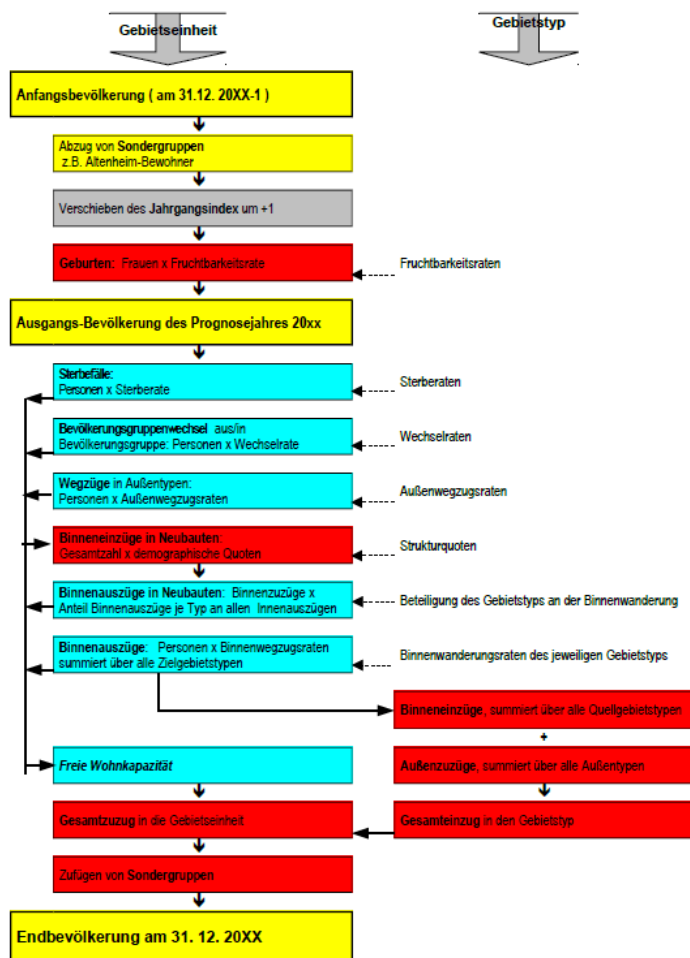 Gebietseinheit
Gebietstyp
Anfangsbevölkerung ( am 31.12. 20XX-1 )
Abzug von Sondergruppen
z.B. Altenheim-Bewohner
Verschieben des Jahrgangsindex um +1
Geburten: Frauen x Fruchtbarkeitsrate
Fruchtbarkeitsraten
Ausgangs-Bevölkerung des Prognosejahres 20xx
Sterbefälle:
Personen x Sterberate
Sterberaten
Bevölkerungsgruppenwechsel aus/in
Bevölkerungsgruppe: Personen x Wechselrate
Wechselraten
Wegzüge in Außentypen:
Personen x Außenwegzugsraten
Außenwegzugsraten
Binneneinzüge in Neubauten:
Gesamtzahl x demographische Quoten
Strukturquoten
Binnenauszüge in Neubauten: Binnenzuzüge x
Anteil Binnenauszüge je Typ an allen Innenauszügen
Beteiligung des Gebietstyps an der Binnenwanderung
Binnenauszüge: Personen x Binnenwegzugsraten
summiert über alle Zielgebietstypen
Binnenwanderungsraten des jeweiligen Gebietstyps
Binneneinzüge, summiert über alle Quellgebietstypen
+
Freie Wohnkapazität
Außenzuzüge, summiert über alle Außentypen
Gesamtzuzug in die Gebietseinheit
Gesamteinzug in den Gebietstyp
Zufügen von Sondergruppen
Endbevölkerung am 31. 12. 20XX